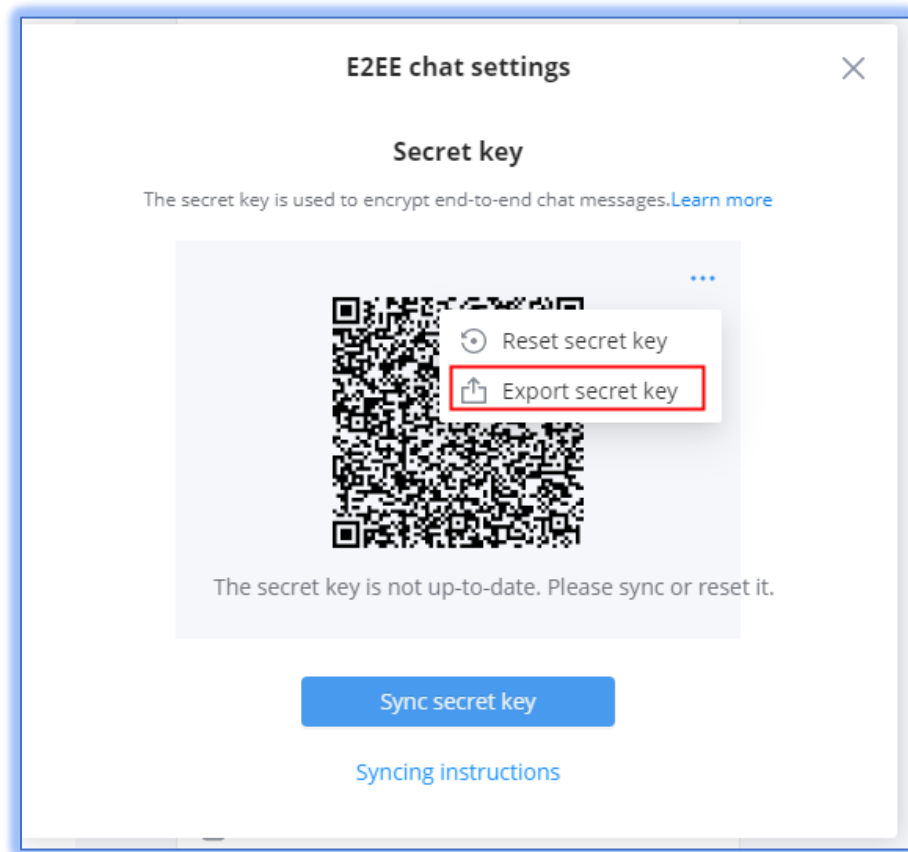 E2EE chat settings
Secret key
The secret key is used to encrypt end-to-end chat messages.Learn more
Reset secret key
Export secret key
The secret key is not up-to-date. Please sync or reset it.
Sync secret key
Syncing instructions